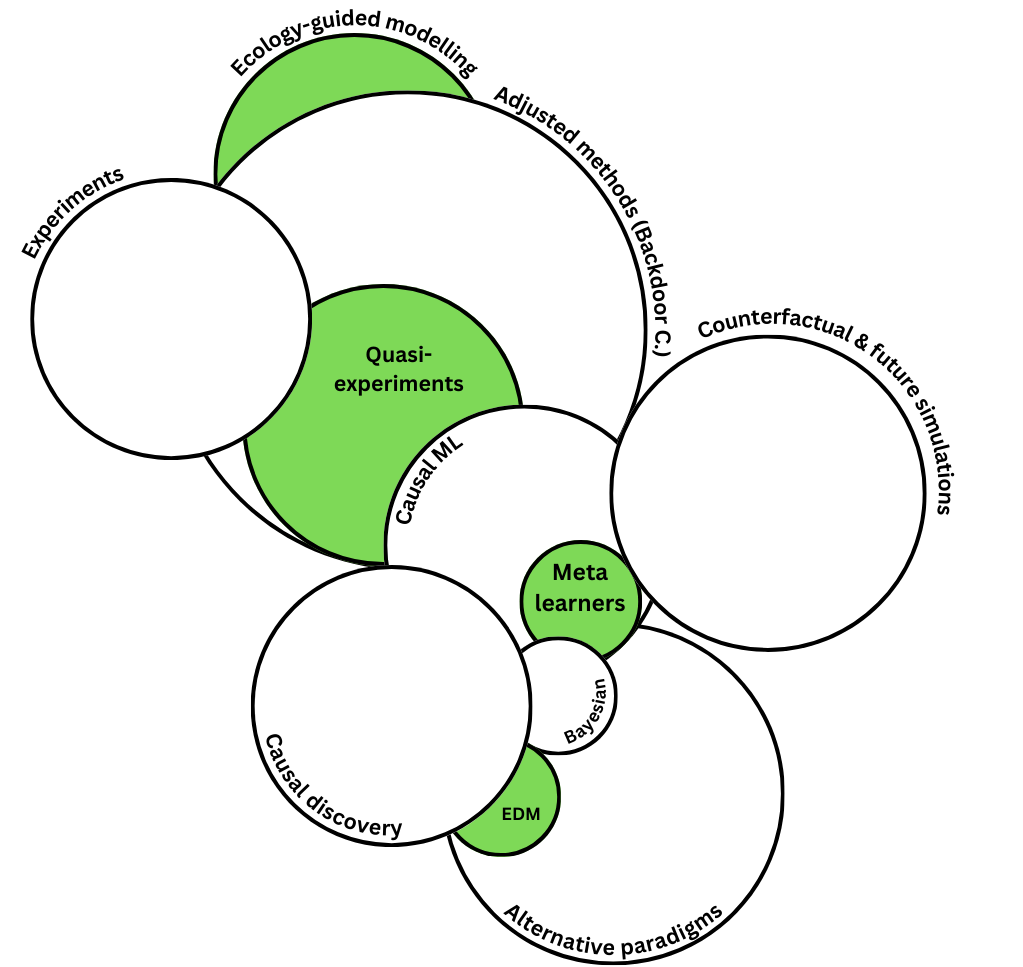 Ecology-guided modelling
Adjusted methods (Backdoor C.)
Experiments
Counterfactual & future simulations
Quasi-
experiments
Causal ML
Meta
learners
Bayesian
Causal discovery
EDM
Alternative paradigms